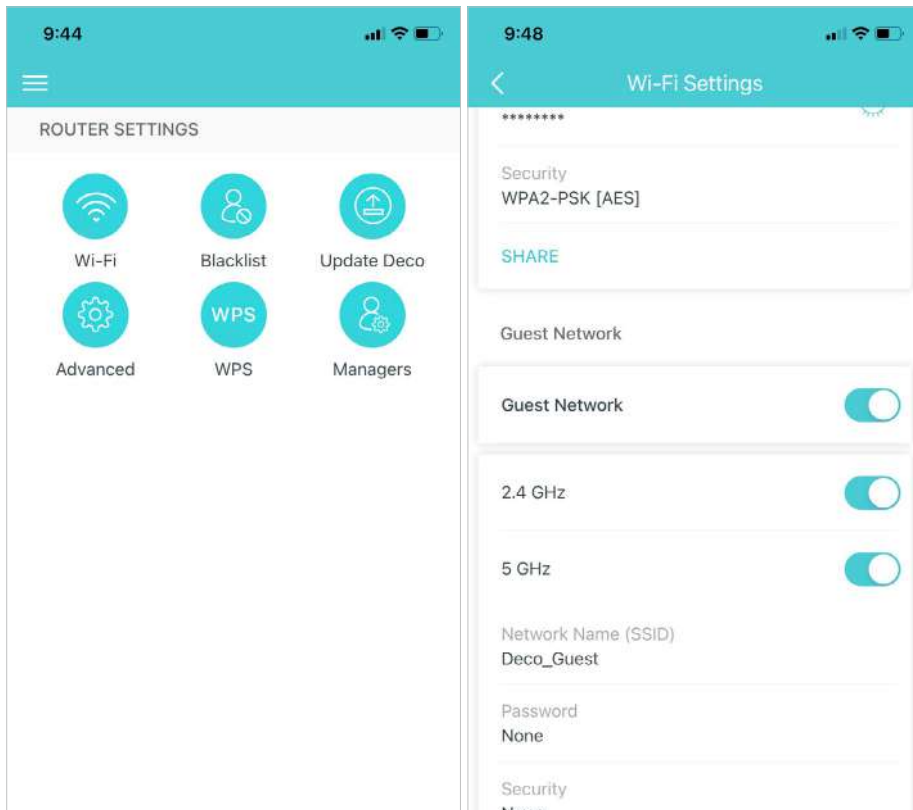 9:44
ROUTER SETTINGS
Wi-Fi
Blacklist
Update Deco
WPS
Advanced
WPS
Managers
9:48
Wi-Fi Settings
********
Security
WPA2-PSK [AES]
SHARE
Guest Network
Guest Network
2.4 GHz
5 GHz
Network Name (SSID)
Deco_Guest
Password
None
Security